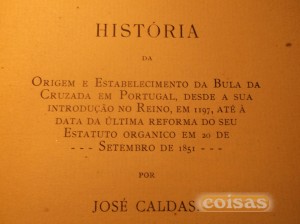 HISTÓRIA
DA
ORIGEM E ESTABELECIMENTO DA BULA DA
CRUZADA EM PORTUGAL, DESDE A SUA
INTRODUÇÃO NO REINO, EM 1197, ATÉ À
DATA DA ÚLTIMA REFORMA DO SEU
ESTATUTO ORGANICO EM 20 DE
- - - SETEMBRO DE 1851 - - -
POR
JOSÉ CALDAS
coisas